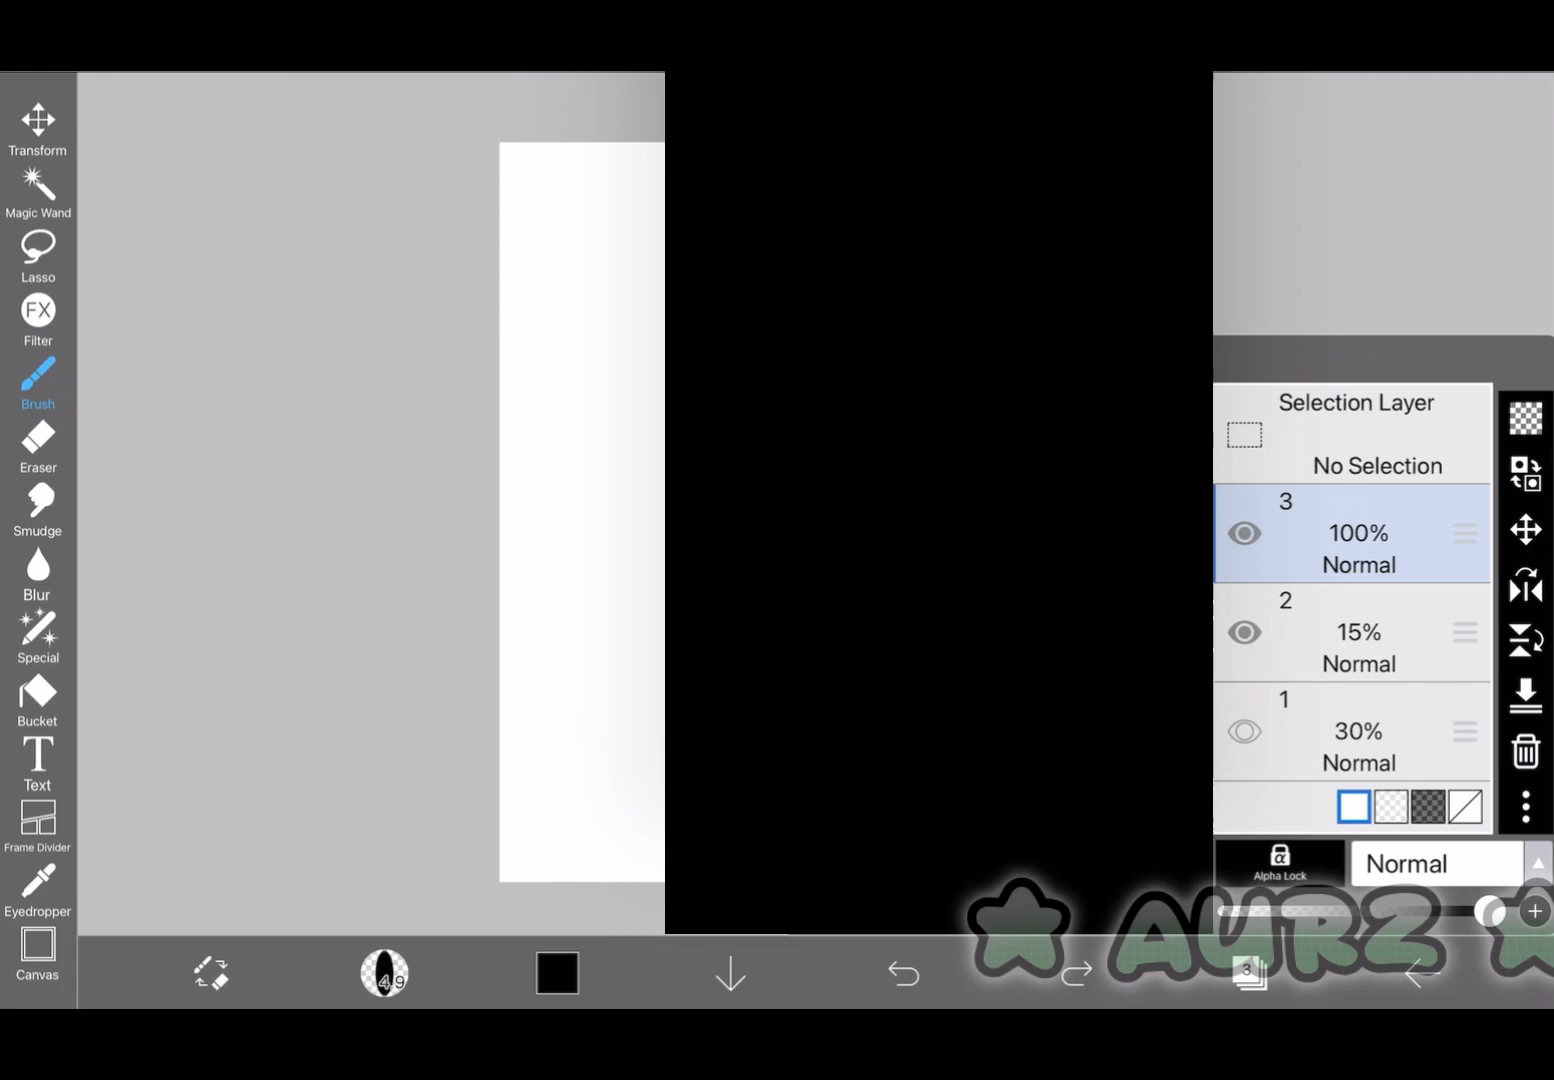 Transform
Magic Wand
Lasso
FX
Filter
Brush
Eraser
Smudge
Blur
Special
Bucket
T
Text
Frame Divider
Eyedropper
Canvas
Selection Layer
No Selection
3
100%
Normal
2
15%
Normal
1
30%
Normal
α
Alpha Lock
Normal
4.9
3
AURZ